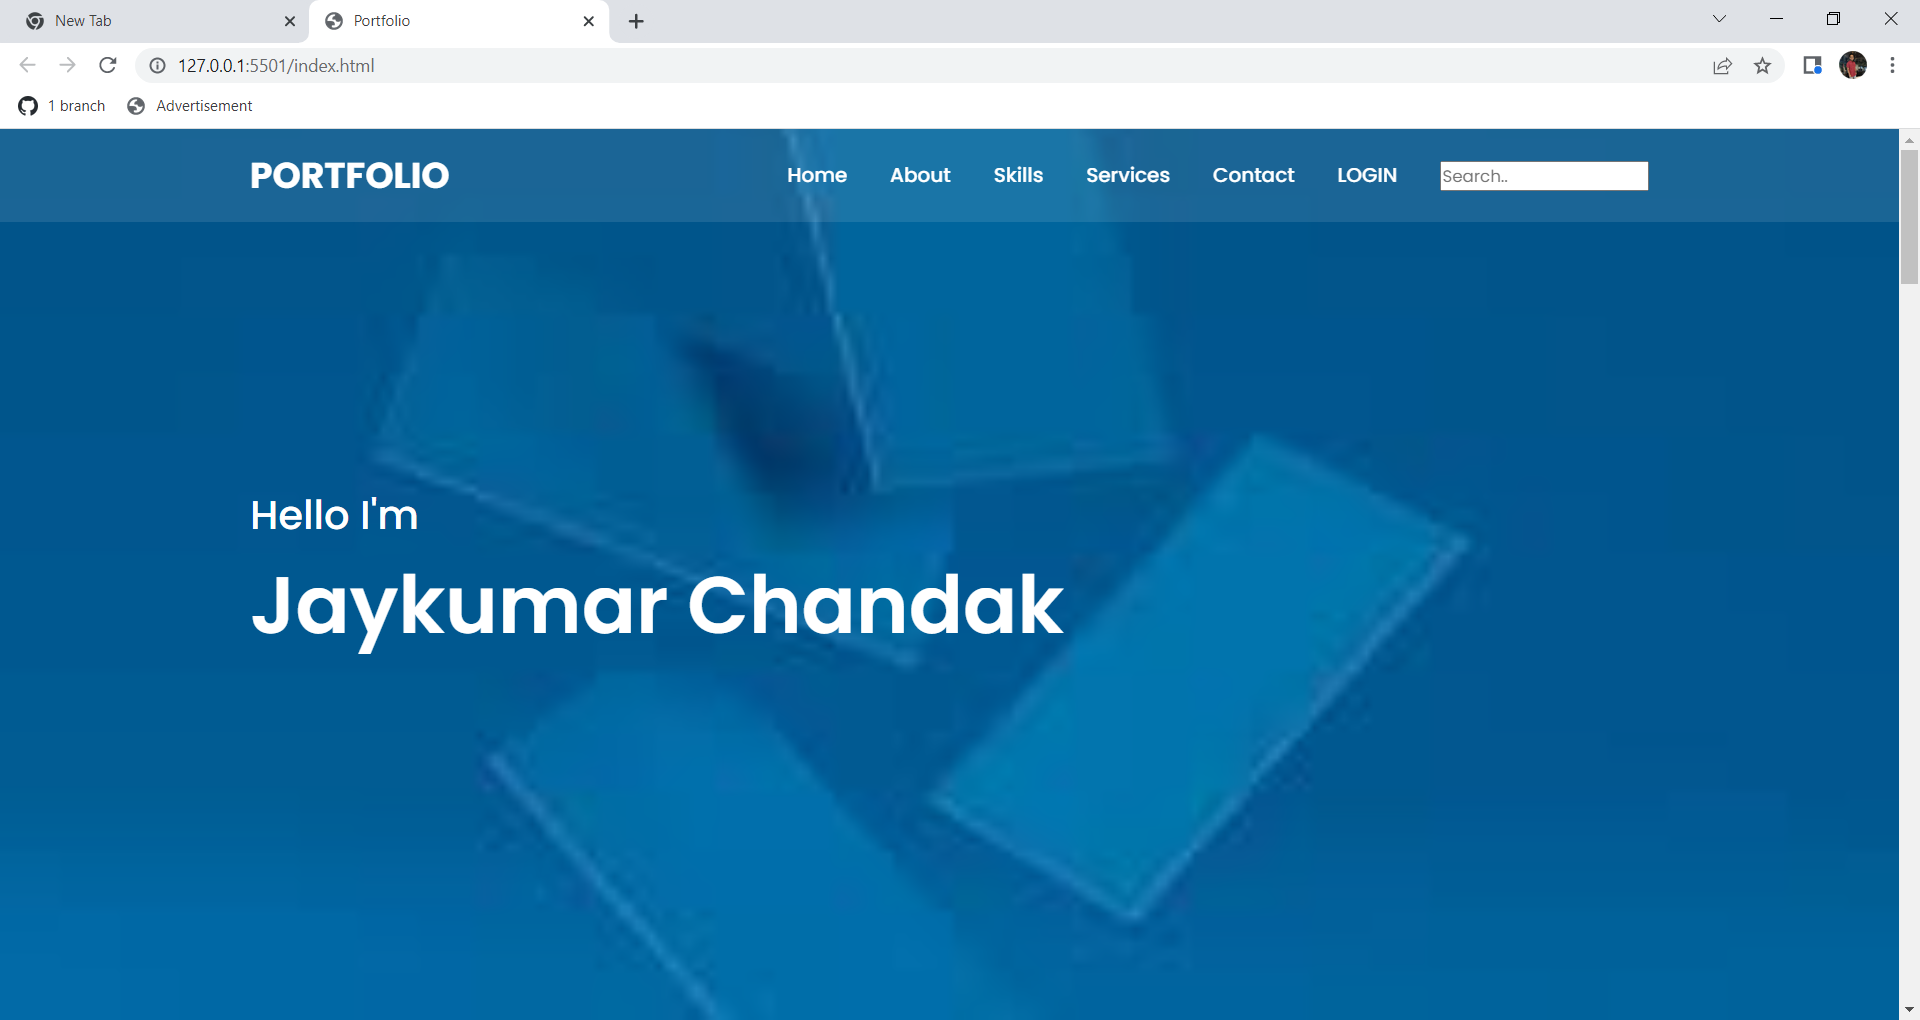 New Tab
Portfolio
127.0.0.1:5501/index.html
1 branch
Advertisement
PORTFOLIO
Home About Skills Services Contact LOGIN Search..
Hello I'm
Jaykumar Chandak